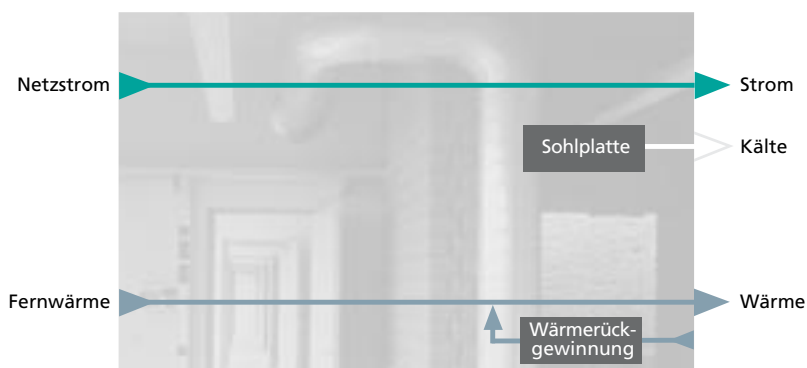 Netzstrom
Strom
Sohlplatte
Kälte
Fernwärme
Wärme
Wärmerück-
gewinnung